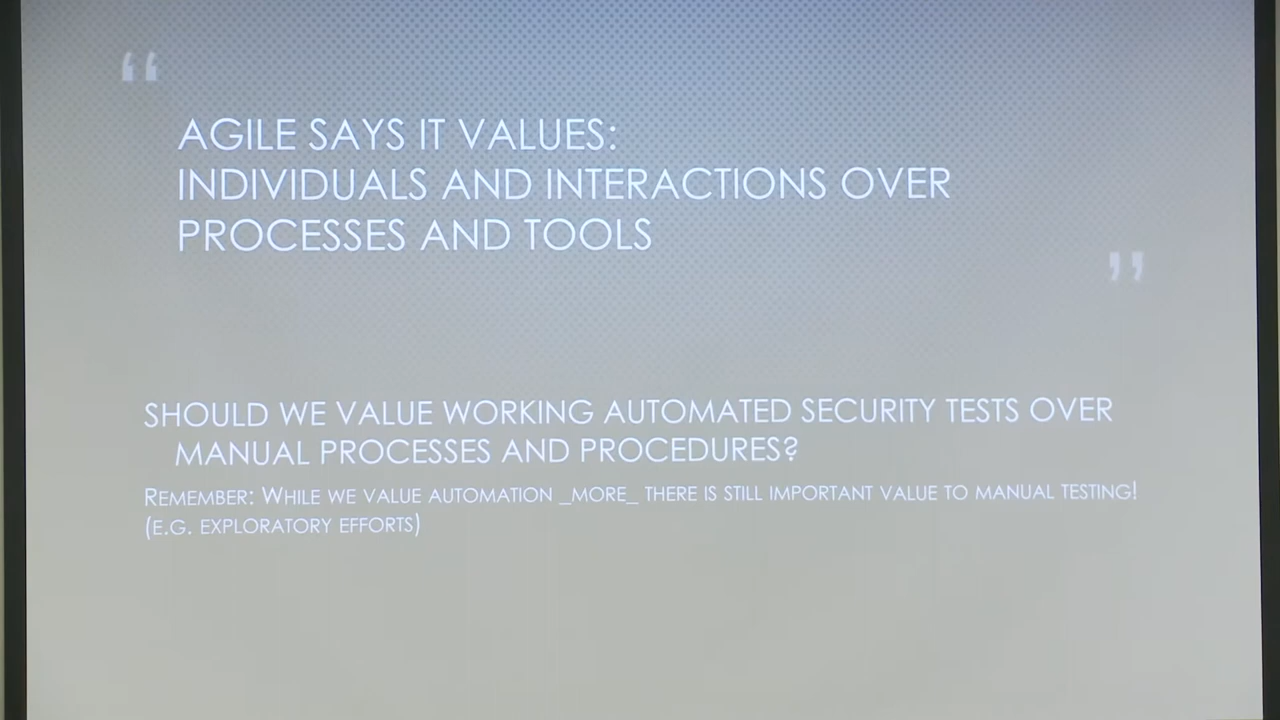 “
AGILE SAYS IT VALUES:
INDIVIDUALS AND INTERACTIONS OVER
PROCESSES AND TOOLS
”
SHOULD WE VALUE WORKING AUTOMATED SECURITY TESTS OVER
MANUAL PROCESSES AND PROCEDURES?
REMEMBER: WHILE WE VALUE AUTOMATION _MORE_ THERE IS STILL IMPORTANT VALUE TO MANUAL TESTING!
(E.G. EXPLORATORY EFFORTS)